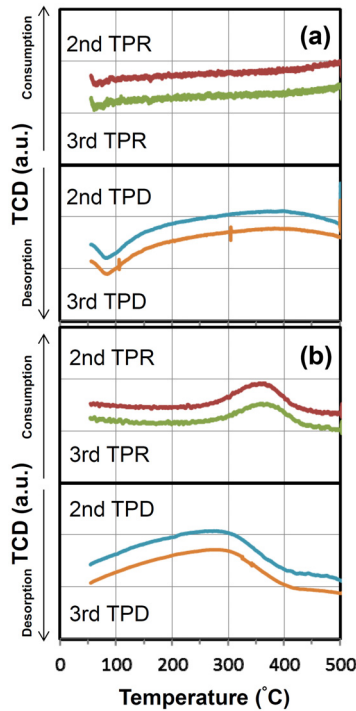 (a)
2nd TPR
3rd TPR
2nd TPD
3rd TPD
Consumption
TCD (a.u.)
Desorption
(b)
2nd TPR
3rd TPR
2nd TPD
3rd TPD
Consumption
TCD (a.u.)
Desorption
0 100 200 300 400 500
Temperature (°C)